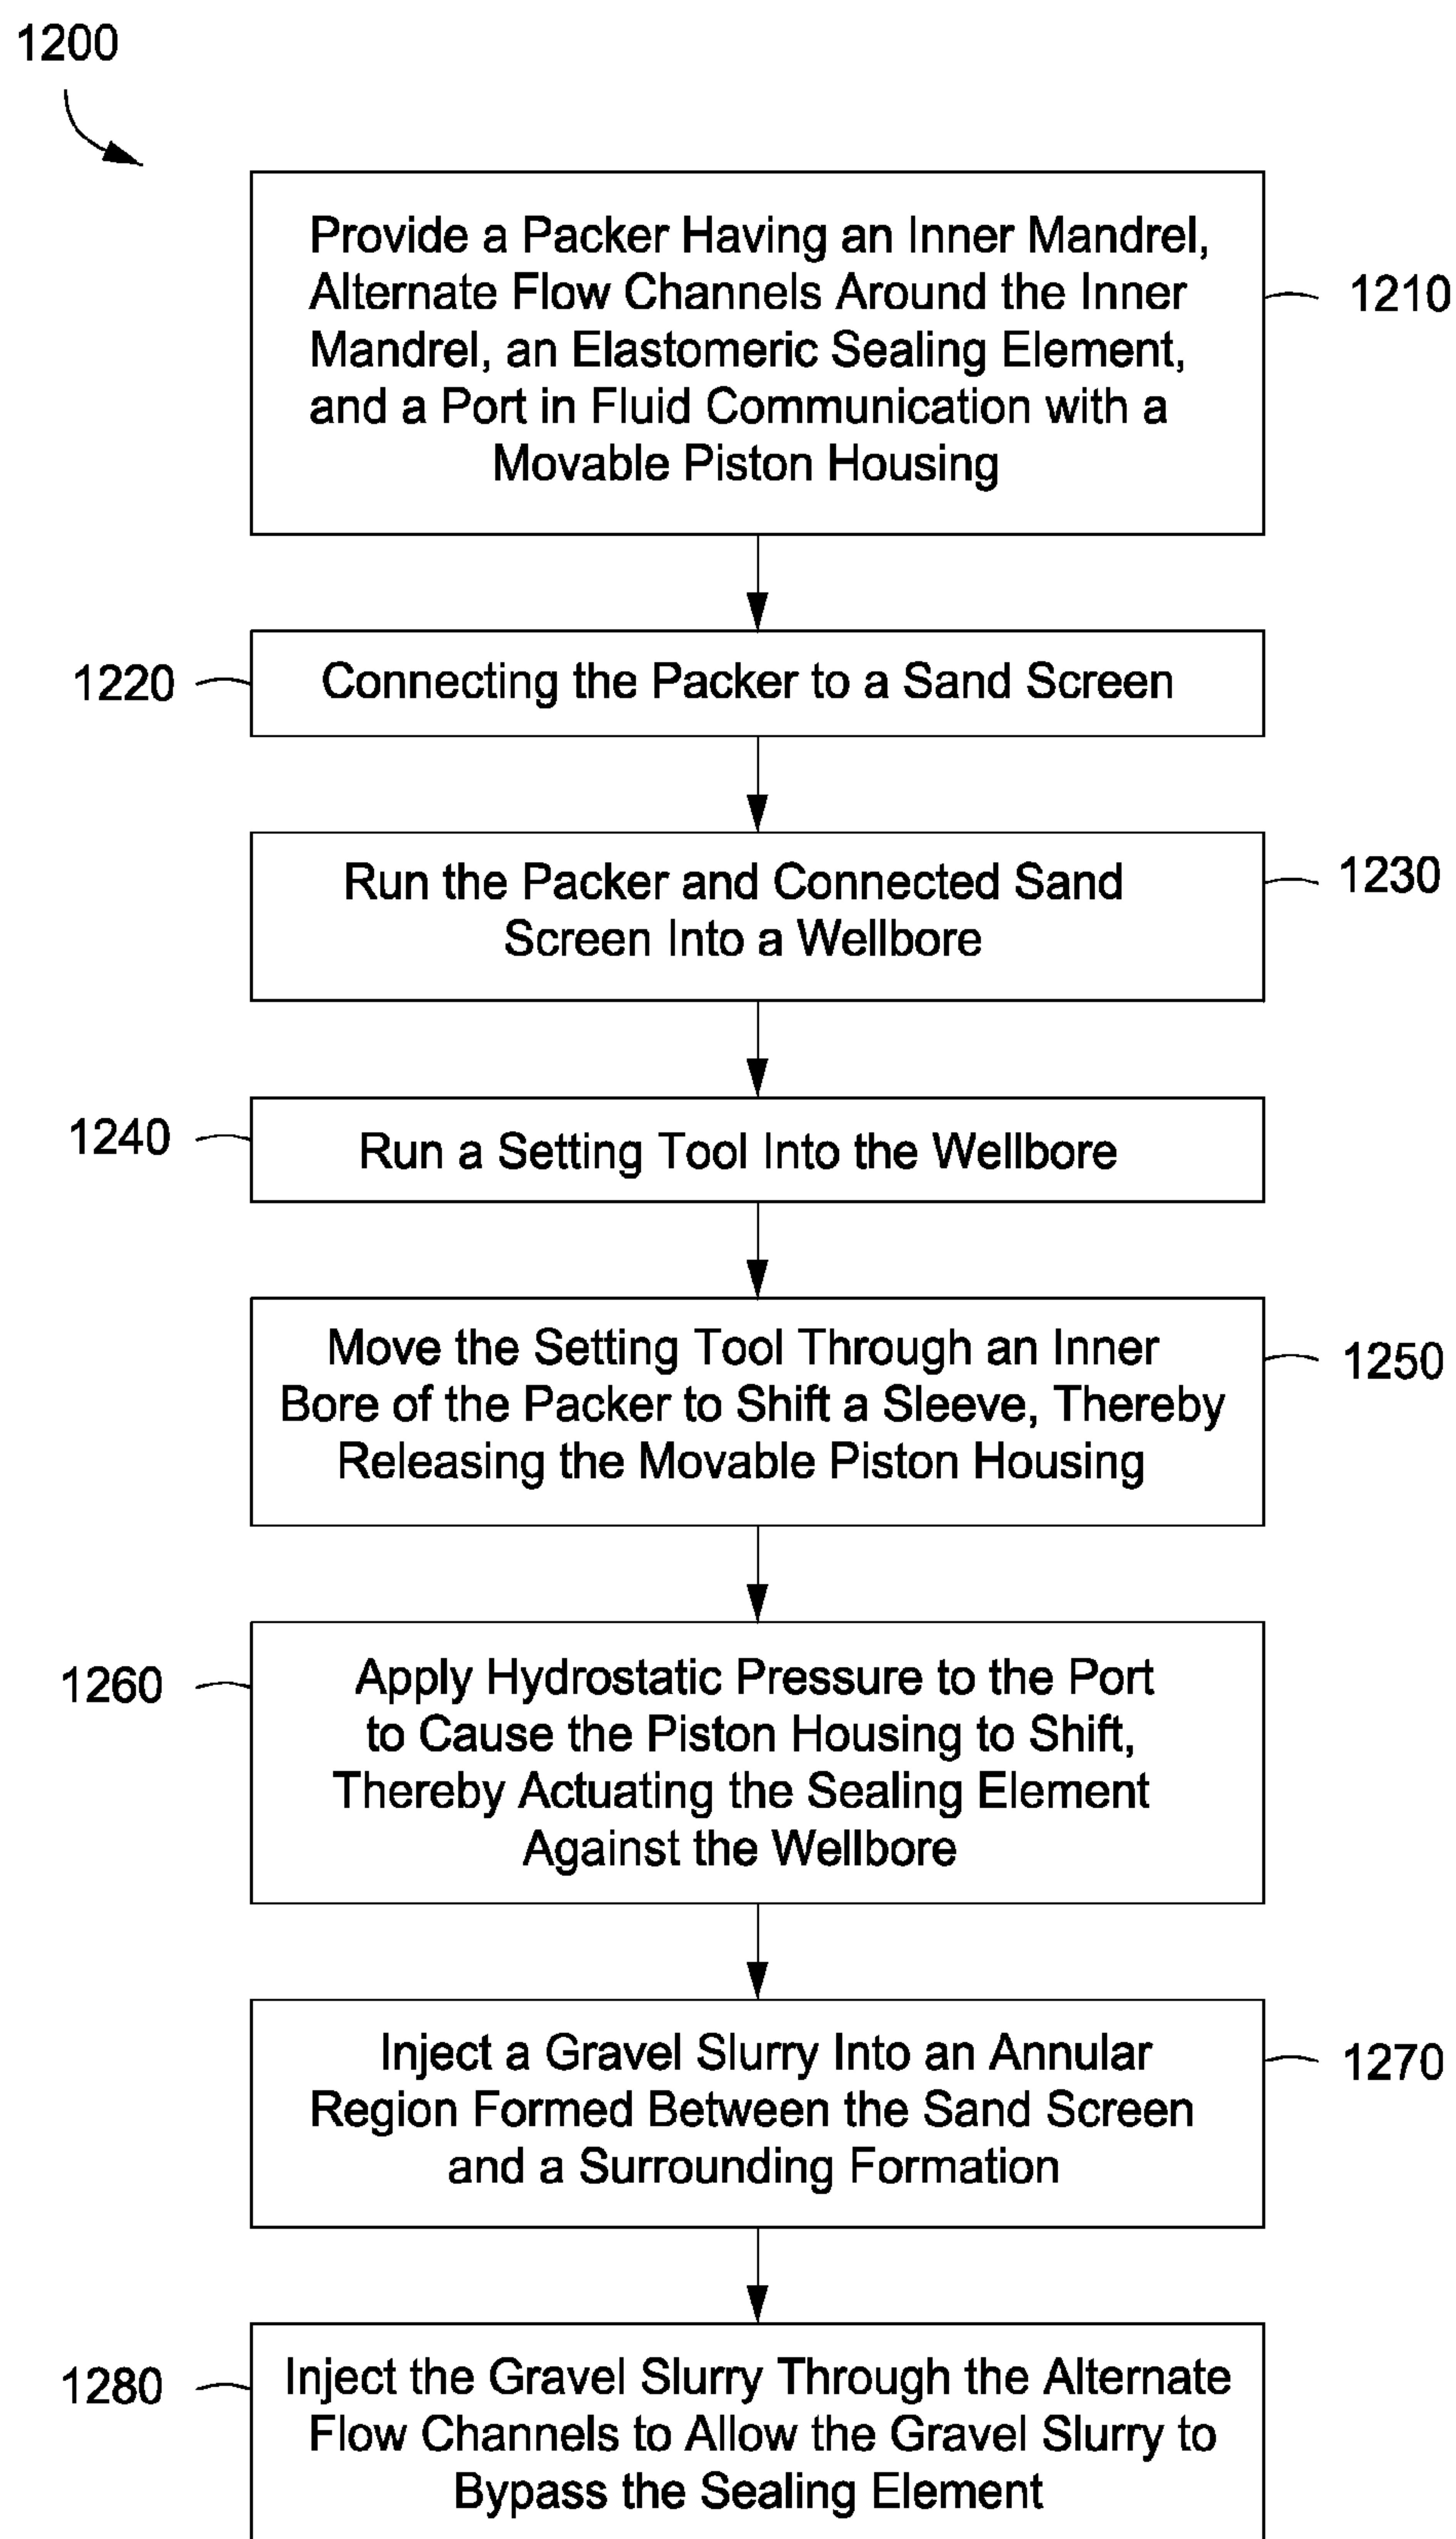 1200
Provide a Packer Having an Inner Mandrel,
Alternate Flow Channels Around the Inner
Mandrel, an Elastomeric Sealing Element,
and a Port in Fluid Communication with a
Movable Piston Housing
1210
1220
Connecting the Packer to a Sand Screen
Run the Packer and Connected Sand
Screen Into a Wellbore
1230
1240
Run a Setting Tool Into the Wellbore
Move the Setting Tool Through an Inner
Bore of the Packer to Shift a Sleeve, Thereby
Releasing the Movable Piston Housing
1250
1260
Apply Hydrostatic Pressure to the Port
to Cause the Piston Housing to Shift,
Thereby Actuating the Sealing Element
Against the Wellbore
Inject a Gravel Slurry Into an Annular
Region Formed Between the Sand Screen
and a Surrounding Formation
1270
1280
Inject the Gravel Slurry Through the Alternate
Flow Channels to Allow the Gravel Slurry to
Bypass the Sealing Element